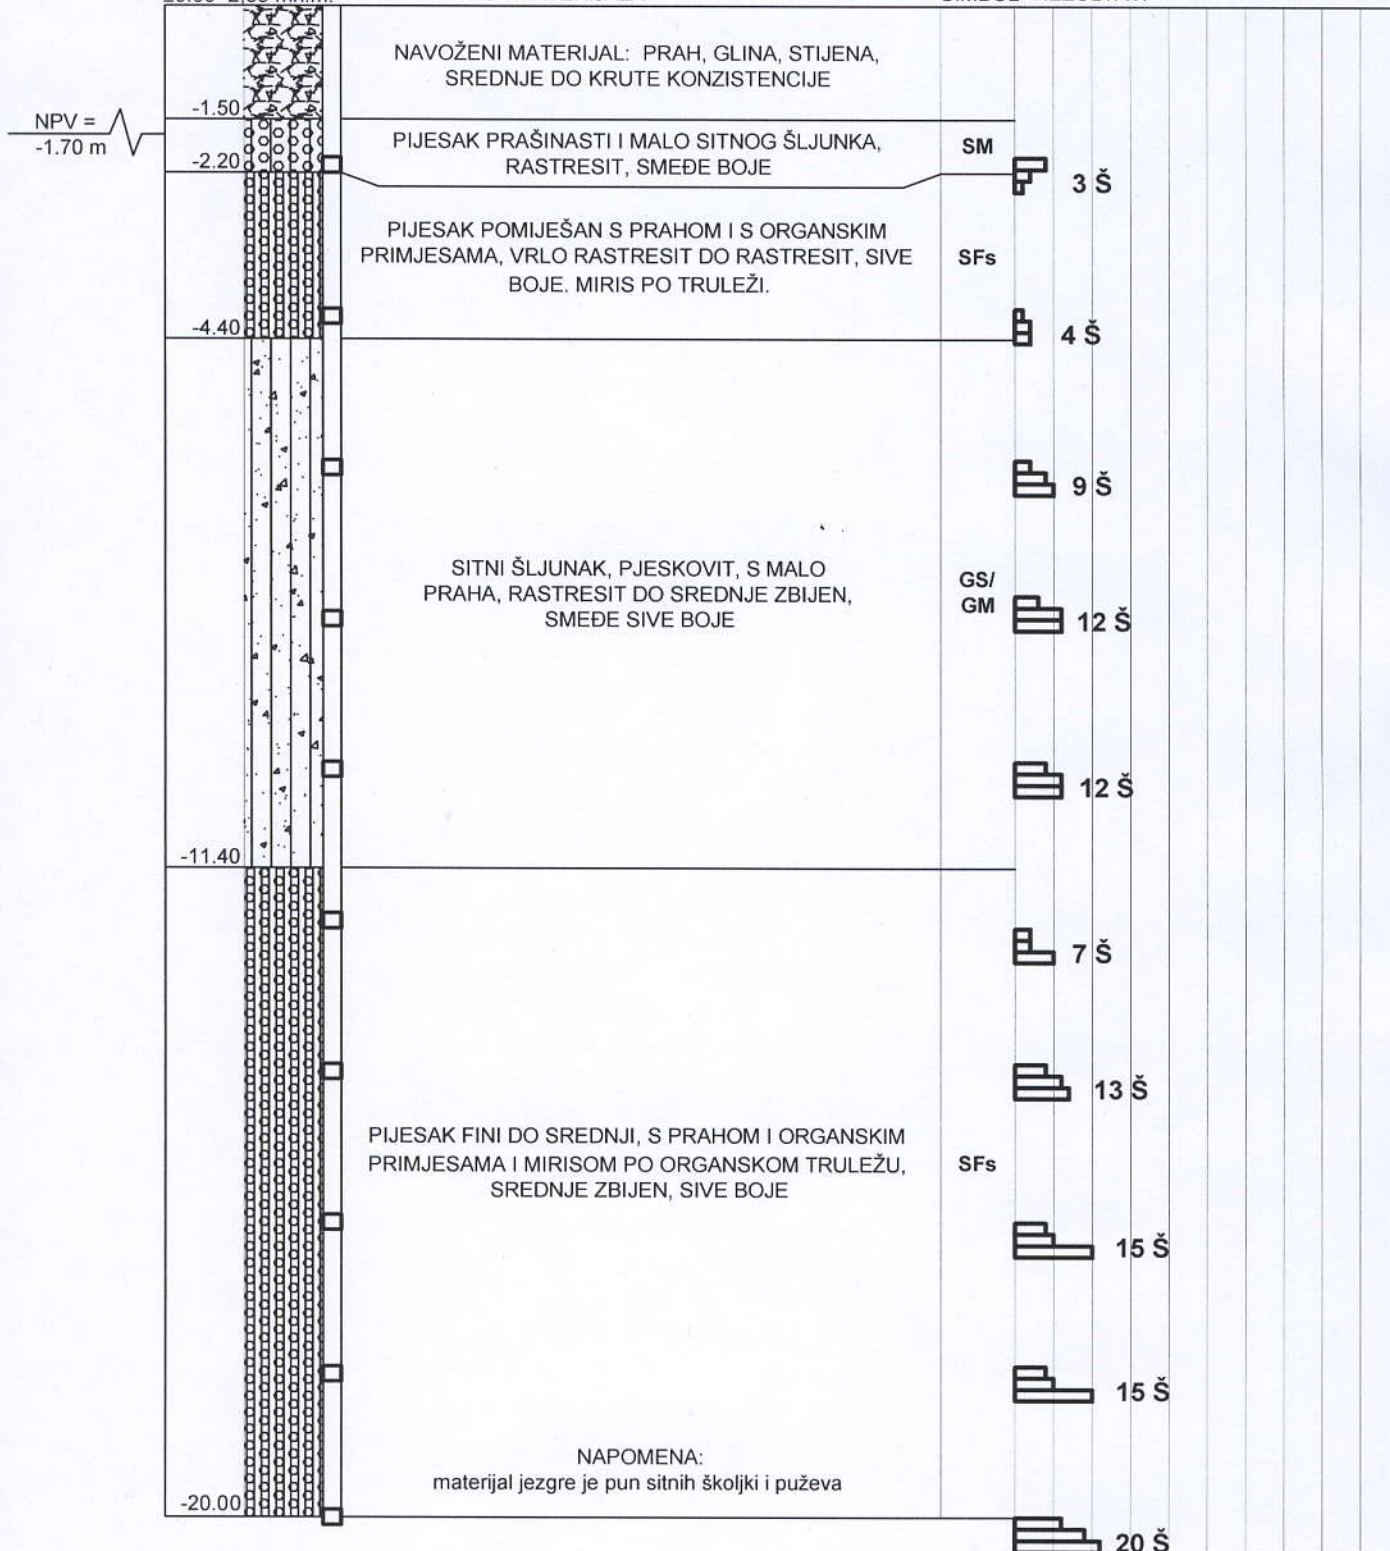 NAVOŽENI MATERIJAL: PRAH, GLINA, STIJENA,
SREDNJE DO KRUTE KONZISTENCIJE
-1.50
NPV =
-1.70 m
PIJESAK PRAŠINASTI I MALO SITNOG ŠLJUNKA,
RASTRESIT, SMEĐE BOJE
SM
-2.20
3 Š
PIJESAK POMIJEŠAN S PRAHOM I S ORGANSKIM
PRIMJESAMA, VRLO RASTRESIT DO RASTRESIT, SIVE
BOJE. MIRIS PO TRULEŽI.
SFs
-4.40
4 Š
9 Š
SITNI ŠLJUNAK, PJESKOVIT, S MALO
PRAHA, RASTRESIT DO SREDNJE ZBIJEN,
SMEĐE SIVE BOJE
GS/
GM
12 Š
12 Š
-11.40
7 Š
13 Š
PIJESAK FINI DO SREDNJI, S PRAHOM I ORGANSKIM
PRIMJESAMA I MIRISOM PO ORGANSKOM TRULEŽU,
SREDNJE ZBIJEN, SIVE BOJE
SFs
15 Š
15 Š
NAPOMENA:
materijal jezgre je pun sitnih školjki i puževa
-20.00
20 Š